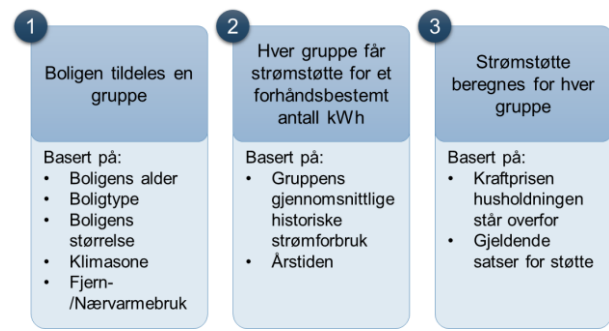 1
Boligen tildeles en
gruppe
Basert på:
• Boligens alder
• Boligtype
• Boligens
størrelse
• Klimasone
• Fjern-
/Nærvarmebruk
2
Hver gruppe får
strømstøtte for et
forhåndsbestemt
antall kWh
Basert på:
• Gruppens
gjennomsnittlige
historiske
strømforbruk
• Årstiden
3
Strømstøtte
beregnes for hver
gruppe
Basert på:
• Kraftprisen
husholdningen
står overfor
• Gjeldende
satser for støtte